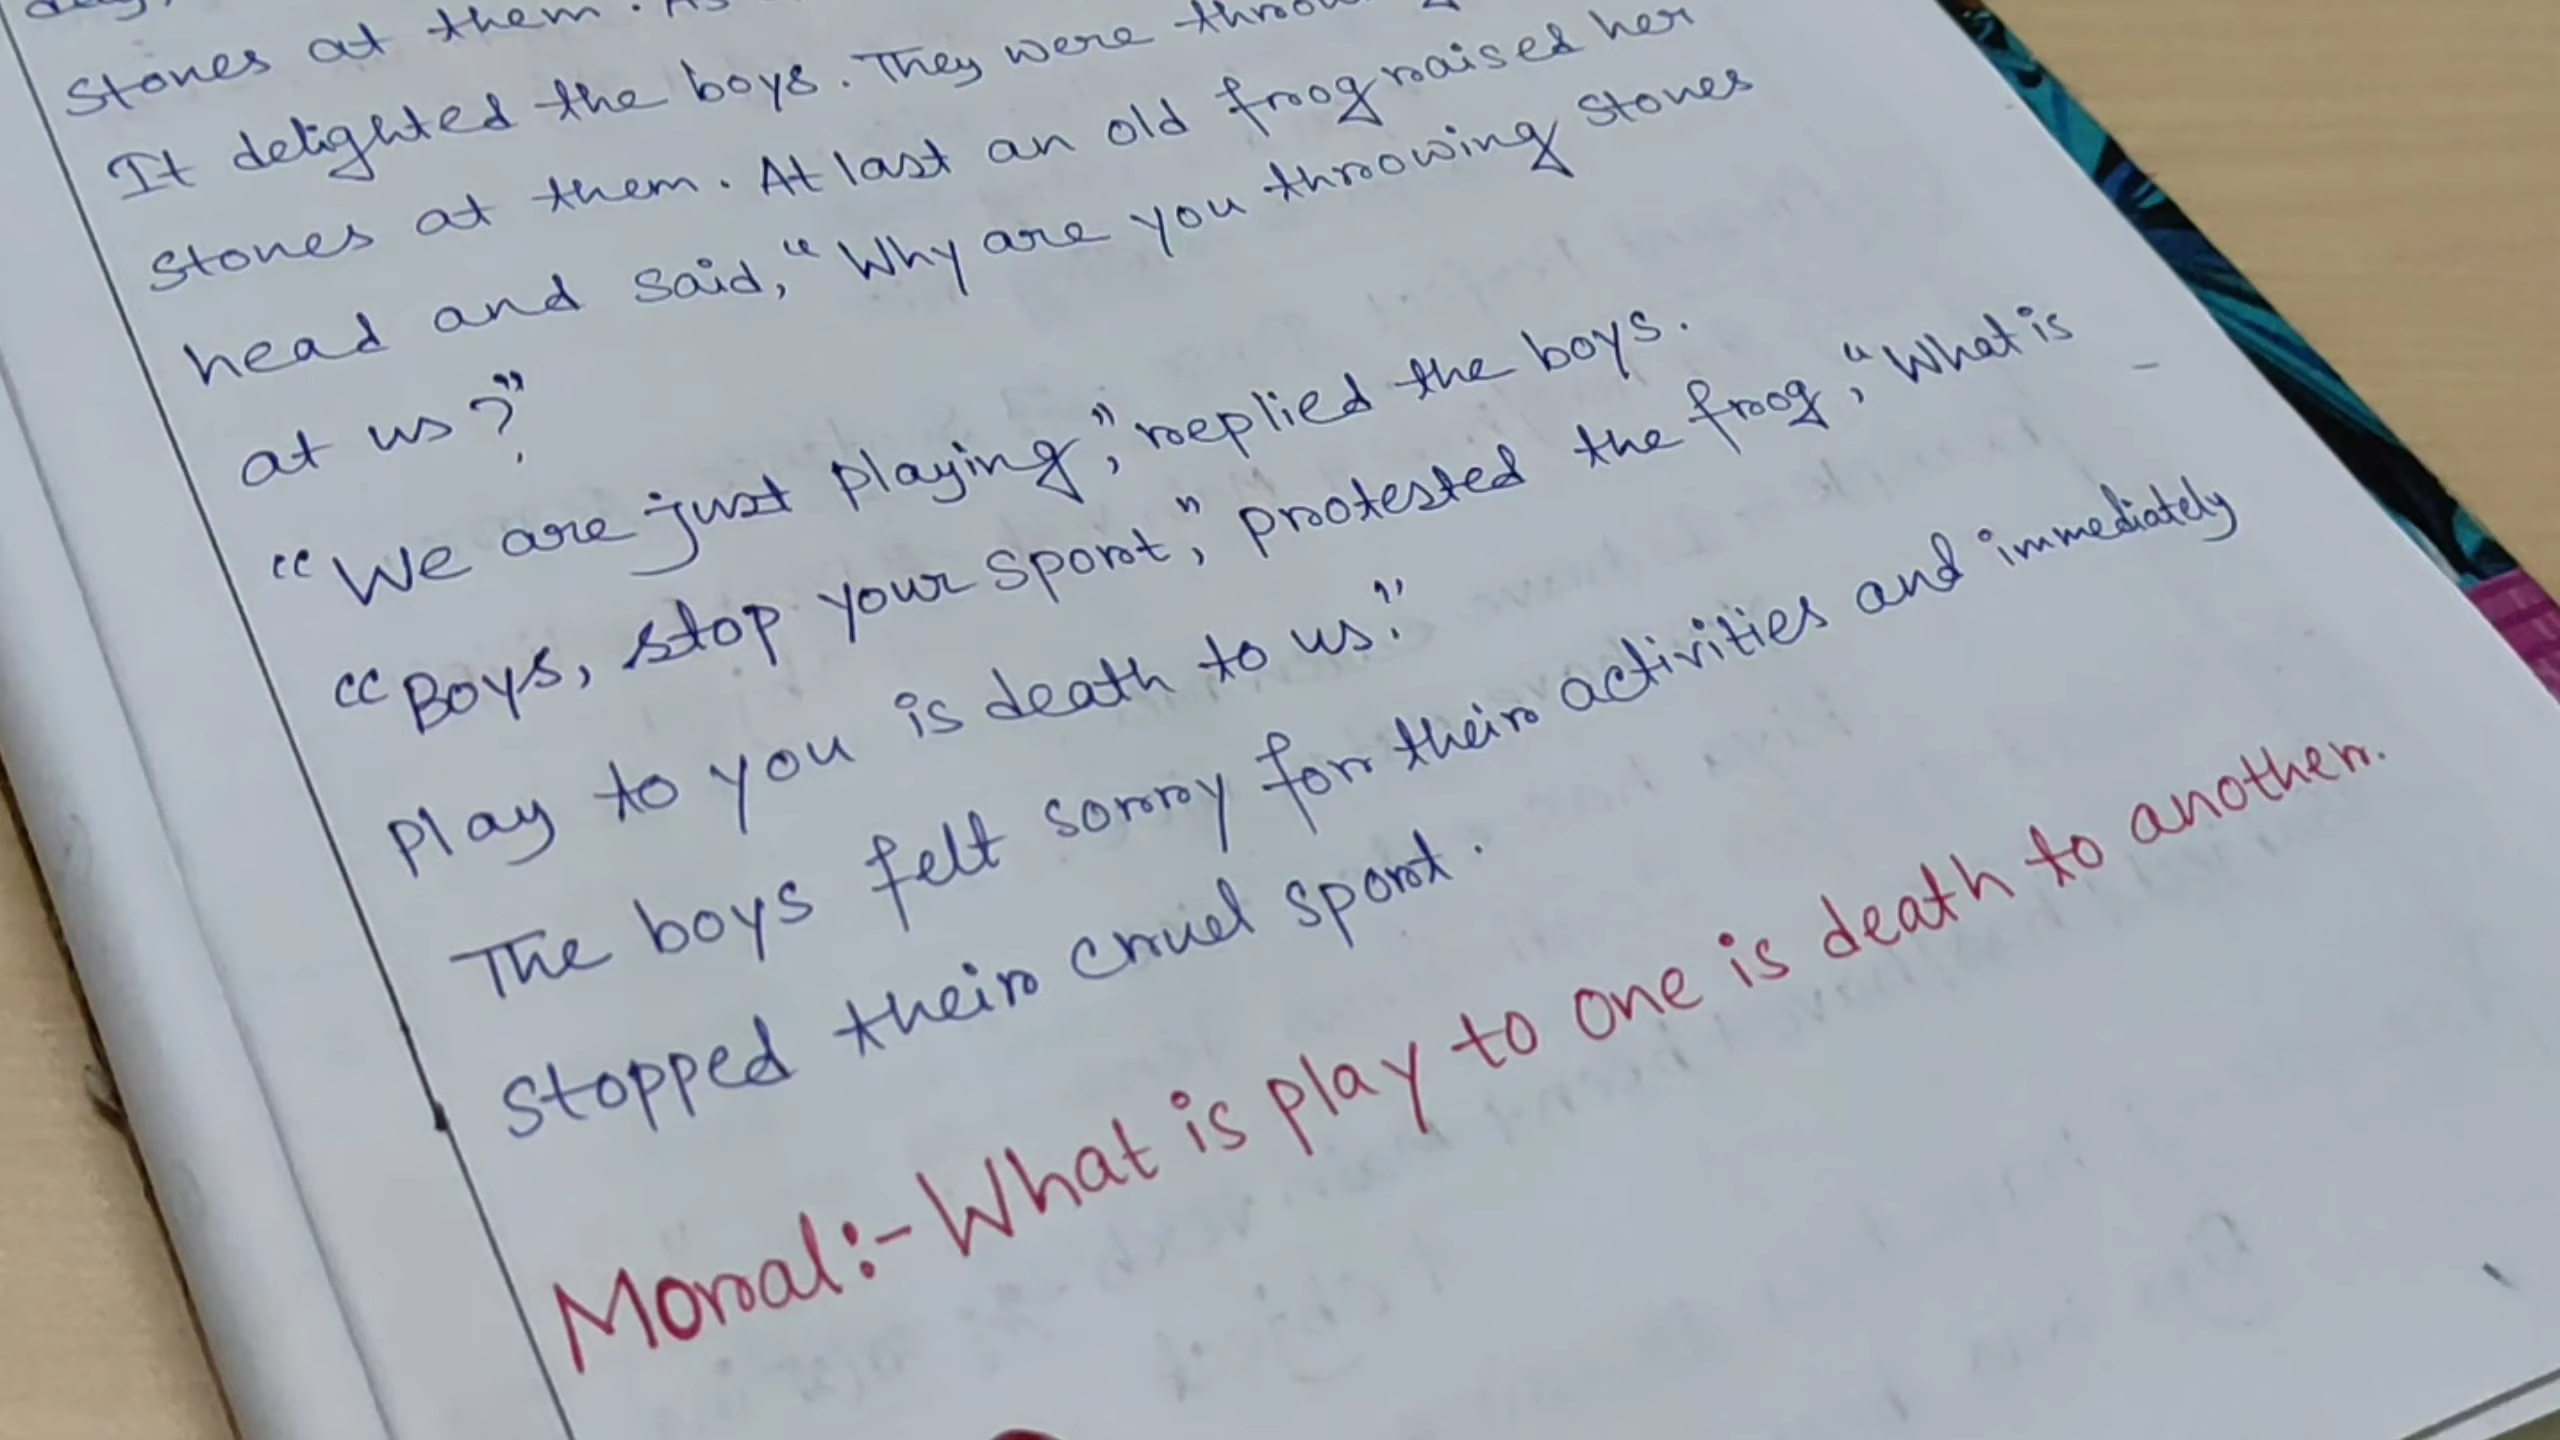 stones at them. As
It delighted the boys. They were throwing
stones at them. At last an old frog raised her
head and said, "Why are you throwing stones
at us?"
"We are just playing", replied the boys.
"Boys, stop your sport", protested the frog, "What is
play to you is death to us."
The boys felt sorry for their activities and immediately
stopped their cruel sport.
Moral:- What is play to one is death to another.